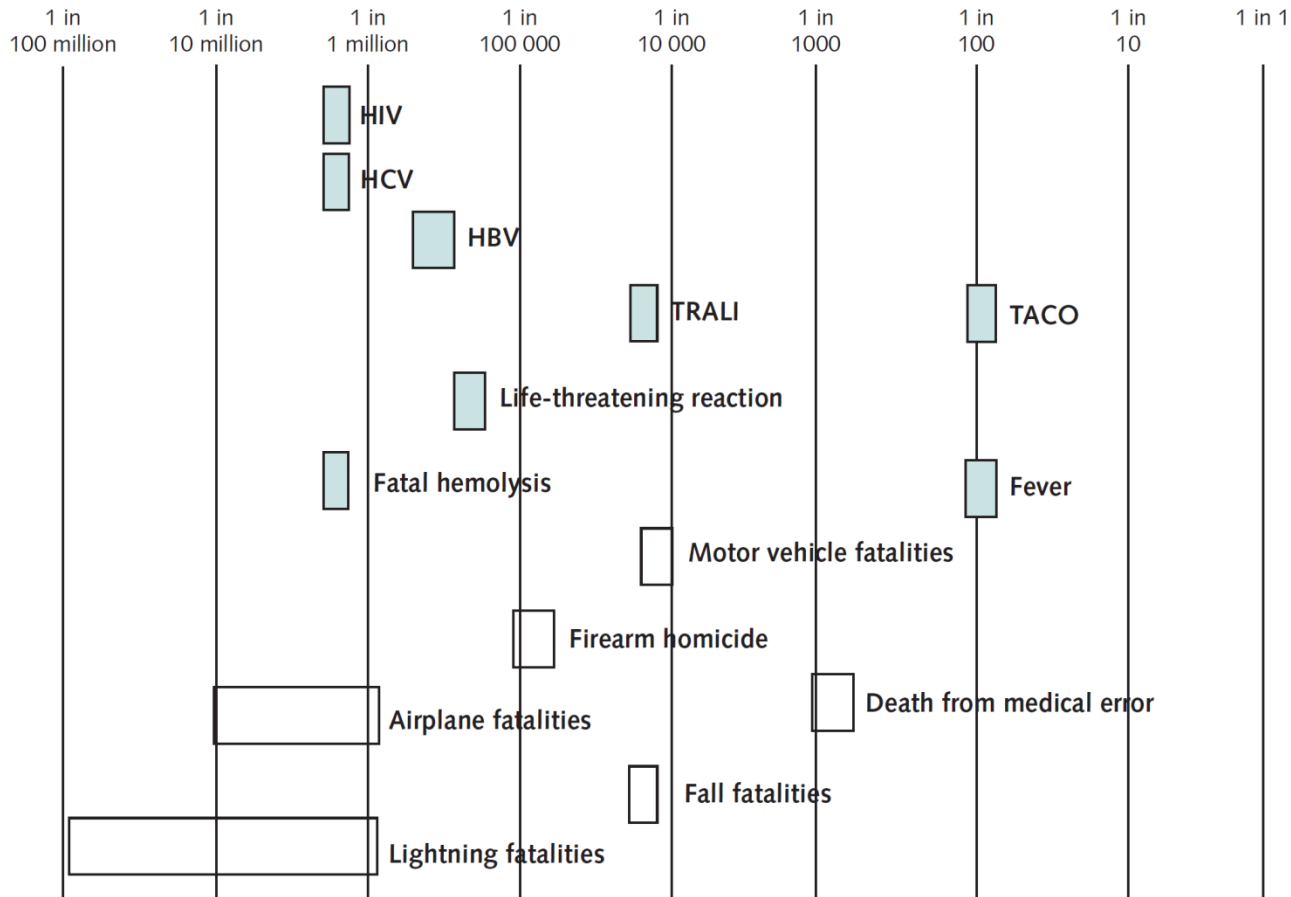 1 in 1 in 1 in 1 in 1 in 1 in 1 in 1 in 1 in 1
100 million 10 million 1 million 100 000 10 000 1000 100 10
HIV
HCV
HBV
TRALI TACO
Life-threatening reaction
Fatal hemolysis Fever
Motor vehicle fatalities
Firearm homicide
Death from medical error
Airplane fatalities
Fall fatalities
Lightning fatalities